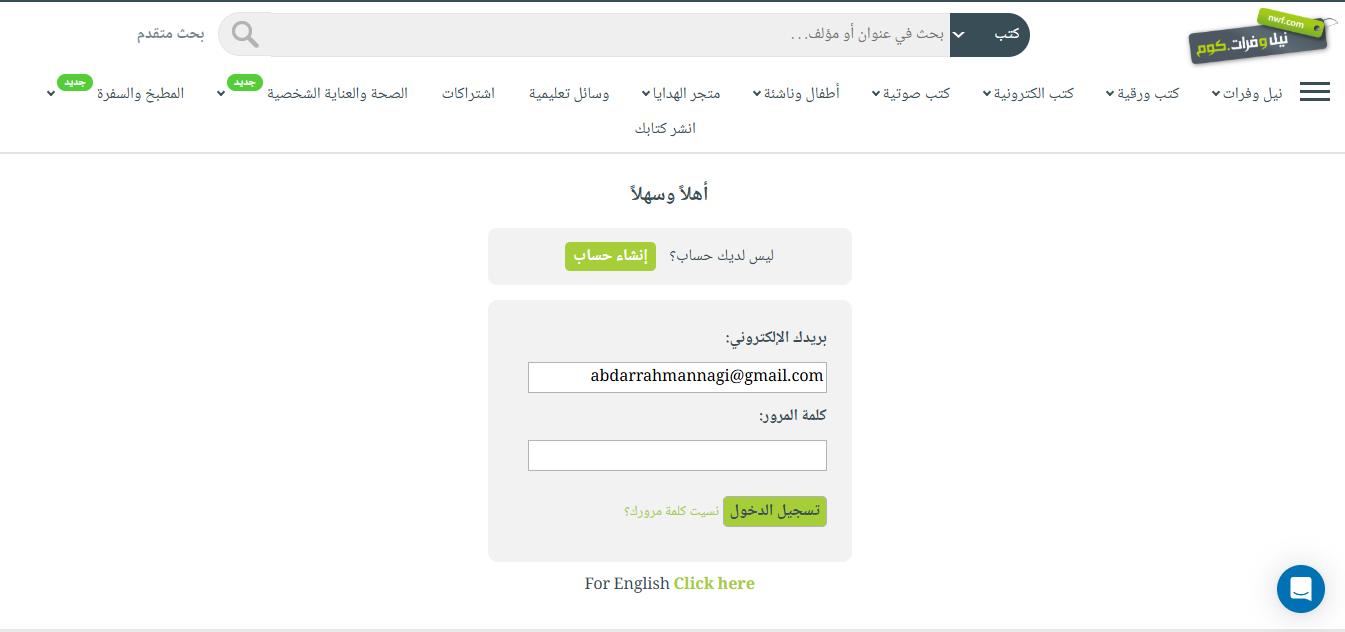 nwf.com
نيل وفرات.كوم
كتب بحث في عنوان أو مؤلف... بحث متقدم
نيل وفرات كتب ورقية كتب الكترونية كتب صوتية أطفال وناشئة متجر الهدايا وسائل تعليمية اشتراكات الصحة والعناية الشخصية جديد المطبخ والسفرة جديد
انشر كتابك
أهلاً وسهلاً
ليس لديك حساب؟ إنشاء حساب
بريدك الإلكتروني:
abdarrahmannagi@gmail.com
كلمة المرور:
تسجيل الدخول نسيت كلمة مرورك؟
For English Click here